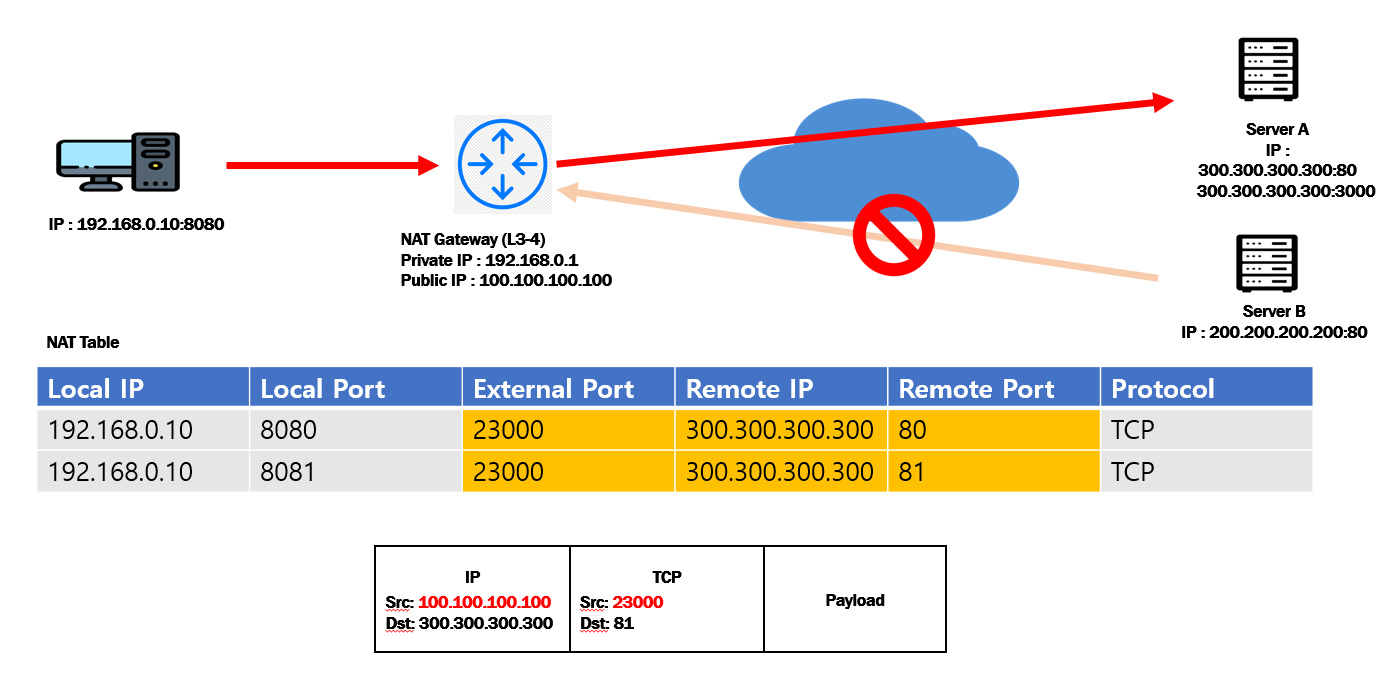 Server A
IP :
300.300.300.300:80
300.300.300.300:3000
IP : 192.168.0.10:8080
NAT Gateway (L3-4)
Private IP : 192.168.0.1
Public IP : 100.100.100.100
Server B
IP : 200.200.200.200:80
NAT Table
Local IP Local Port External Port Remote IP Remote Port Protocol
192.168.0.10 8080 23000 300.300.300.300 80 TCP
192.168.0.10 8081 23000 300.300.300.300 81 TCP
IP
Src: 100.100.100.100
Dst: 300.300.300.300
TCP
Src: 23000
Dst: 81
Payload